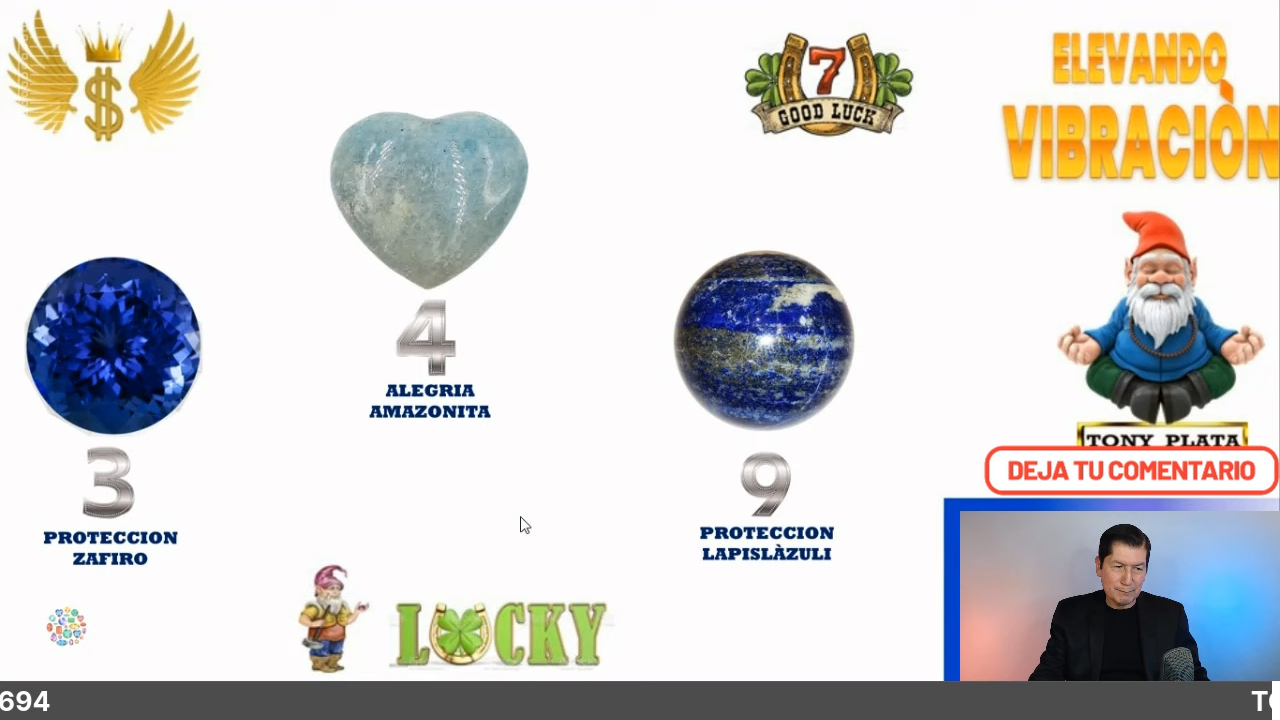 $
7
GOOD LUCK
ELEVANDO
VIBRACIÒN
4
ALEGRIA
AMAZONITA
3
PROTECCION
ZAFIRO
9
PROTECCION
LAPISLÀZULI
TONY PLATA
DEJA TU COMENTARIO
LUCKY
694